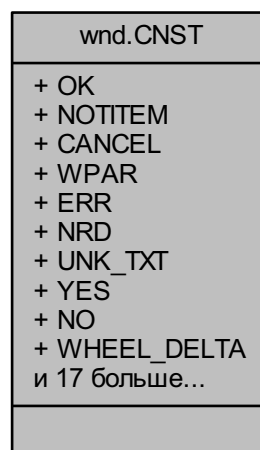 wnd.CNST
+ OK
+ NOTITEM
+ CANCEL
+ WPAR
+ ERR
+ NRD
+ UNK_TXT
+ YES
+ NO
+ WHEEL_DELTA
и 17 больше...